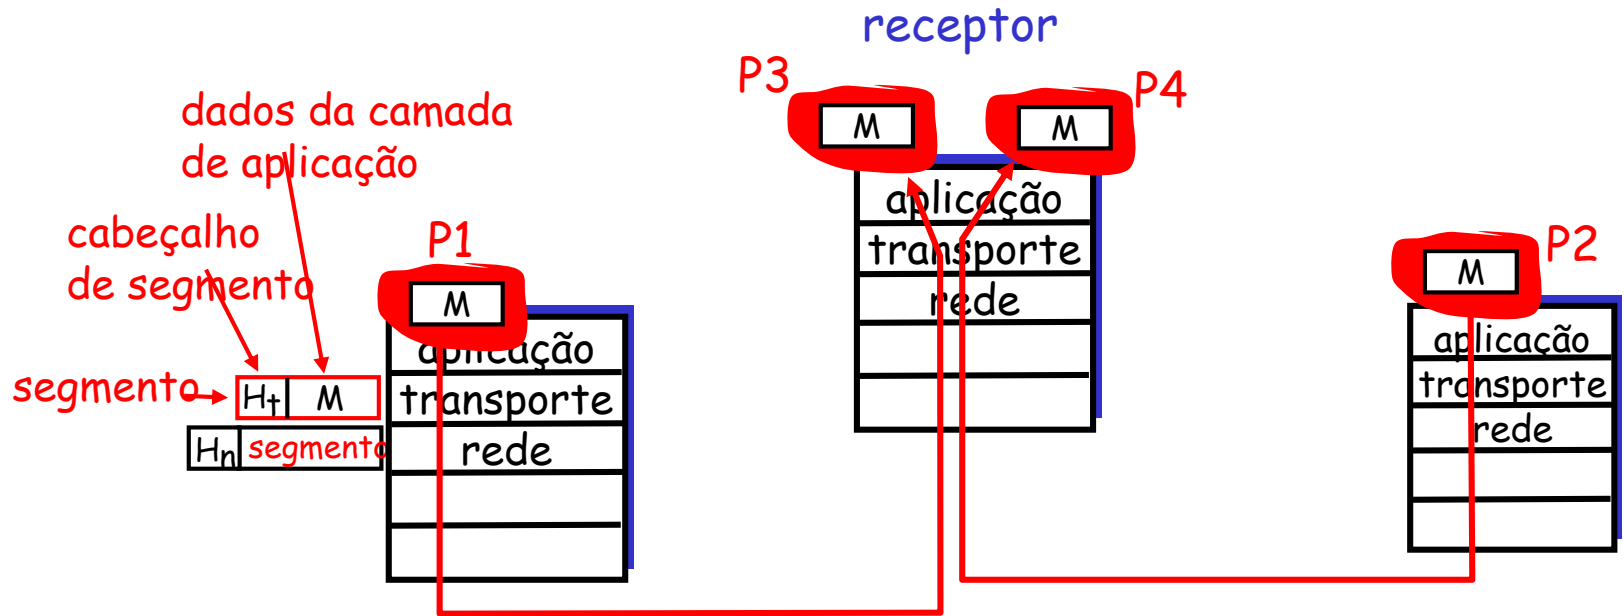 receptor
P3
P4
M
M
dados da camada
de aplicação
cabeçalho
de segmento
P1
P2
M
M
aplicação
transporte
rede
aplicação
transporte
rede
aplicação
transporte
rede
segmento
Ht
M
Hn
segmento